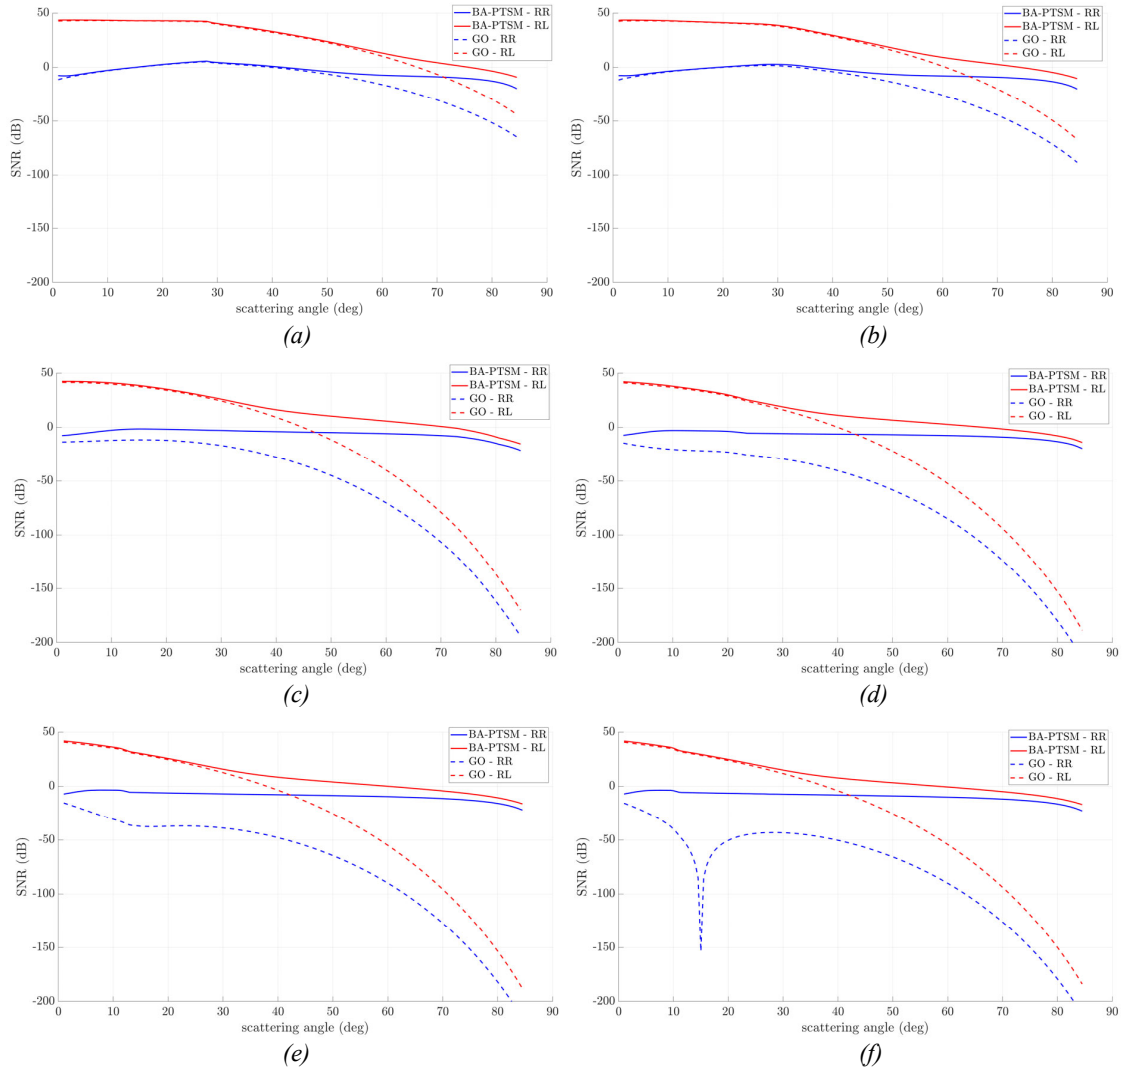 BA-PTSM - RR
BA-PTSM - RL
GO - RR
GO - RL
SNR (dB)
50
0
-50
-100
-150
-200
0 10 20 30 40 50 60 70 80 90
scattering angle (deg)
(a)
BA-PTSM - RR
BA-PTSM - RL
GO - RR
GO - RL
SNR (dB)
50
0
-50
-100
-150
-200
0 10 20 30 40 50 60 70 80 90
scattering angle (deg)
(b)
BA-PTSM - RR
BA-PTSM - RL
GO - RR
GO - RL
SNR (dB)
50
0
-50
-100
-150
-200
0 10 20 30 40 50 60 70 80 90
scattering angle (deg)
(c)
BA-PTSM - RR
BA-PTSM - RL
GO - RR
GO - RL
SNR (dB)
50
0
-50
-100
-150
-200
0 10 20 30 40 50 60 70 80 90
scattering angle (deg)
(d)
BA-PTSM - RR
BA-PTSM - RL
GO - RR
GO - RL
SNR (dB)
50
0
-50
-100
-150
-200
0 10 20 30 40 50 60 70 80 90
scattering angle (deg)
(e)
BA-PTSM - RR
BA-PTSM - RL
GO - RR
GO - RL
SNR (dB)
50
0
-50
-100
-150
-200
0 10 20 30 40 50 60 70 80 90
scattering angle (deg)
(f)